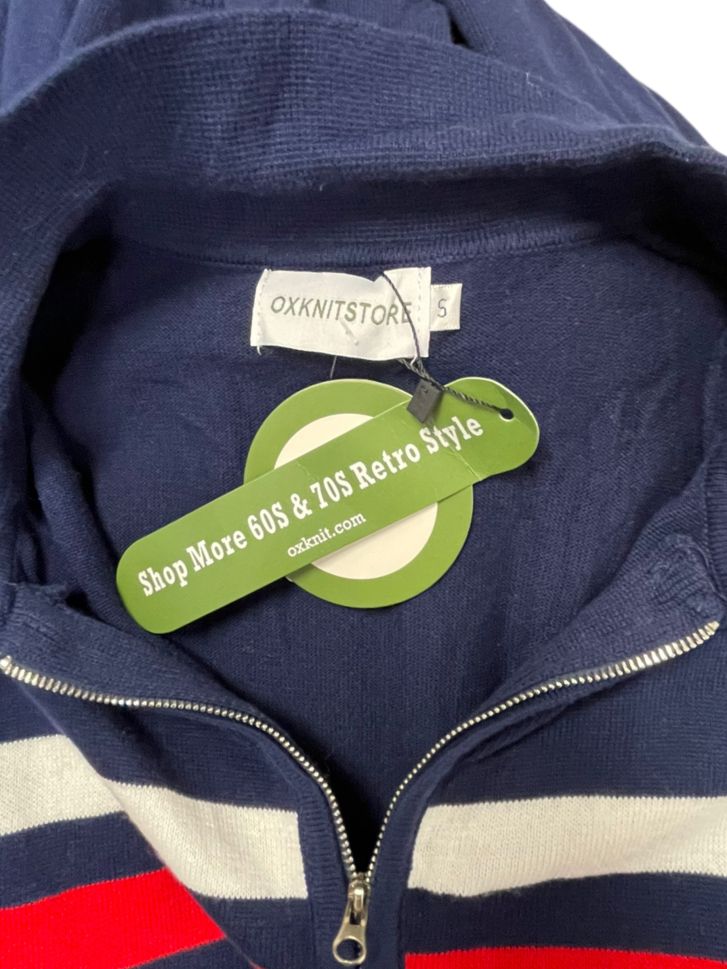 OXKNITSTORE
S
Shop More 60S & 70S Retro Style
oxknit.com